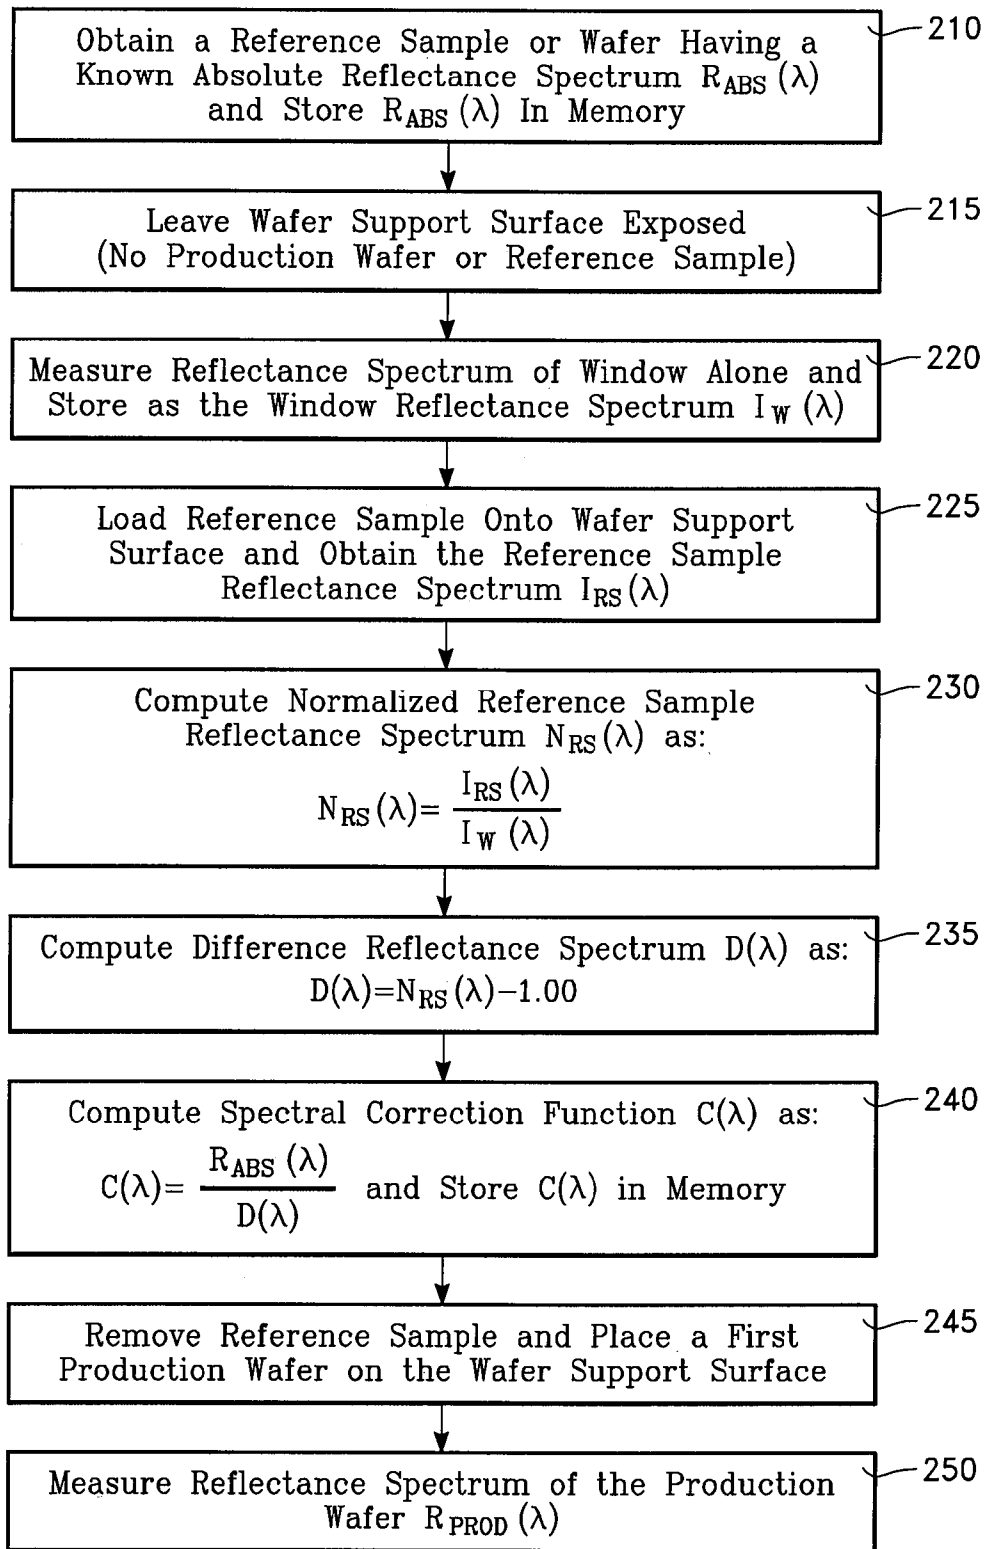 Obtain a Reference Sample or Wafer Having a
Known Absolute Reflectance Spectrum R_ABS (λ)
and Store R_ABS (λ) In Memory
210
Leave Wafer Support Surface Exposed
(No Production Wafer or Reference Sample)
215
Measure Reflectance Spectrum of Window Alone and
Store as the Window Reflectance Spectrum I_W (λ)
220
Load Reference Sample Onto Wafer Support
Surface and Obtain the Reference Sample
Reflectance Spectrum I_RS(λ)
225
Compute Normalized Reference Sample
Reflectance Spectrum N_RS(λ) as:
N_RS(λ)= I_RS(λ) / I_W (λ)
230
Compute Difference Reflectance Spectrum D(λ) as:
D(λ)=N_RS(λ)−1.00
235
Compute Spectral Correction Function C(λ) as:
C(λ)= R_ABS (λ) / D(λ) and Store C(λ) in Memory
240
Remove Reference Sample and Place a First
Production Wafer on the Wafer Support Surface
245
Measure Reflectance Spectrum of the Production
Wafer R_PROD (λ)
250